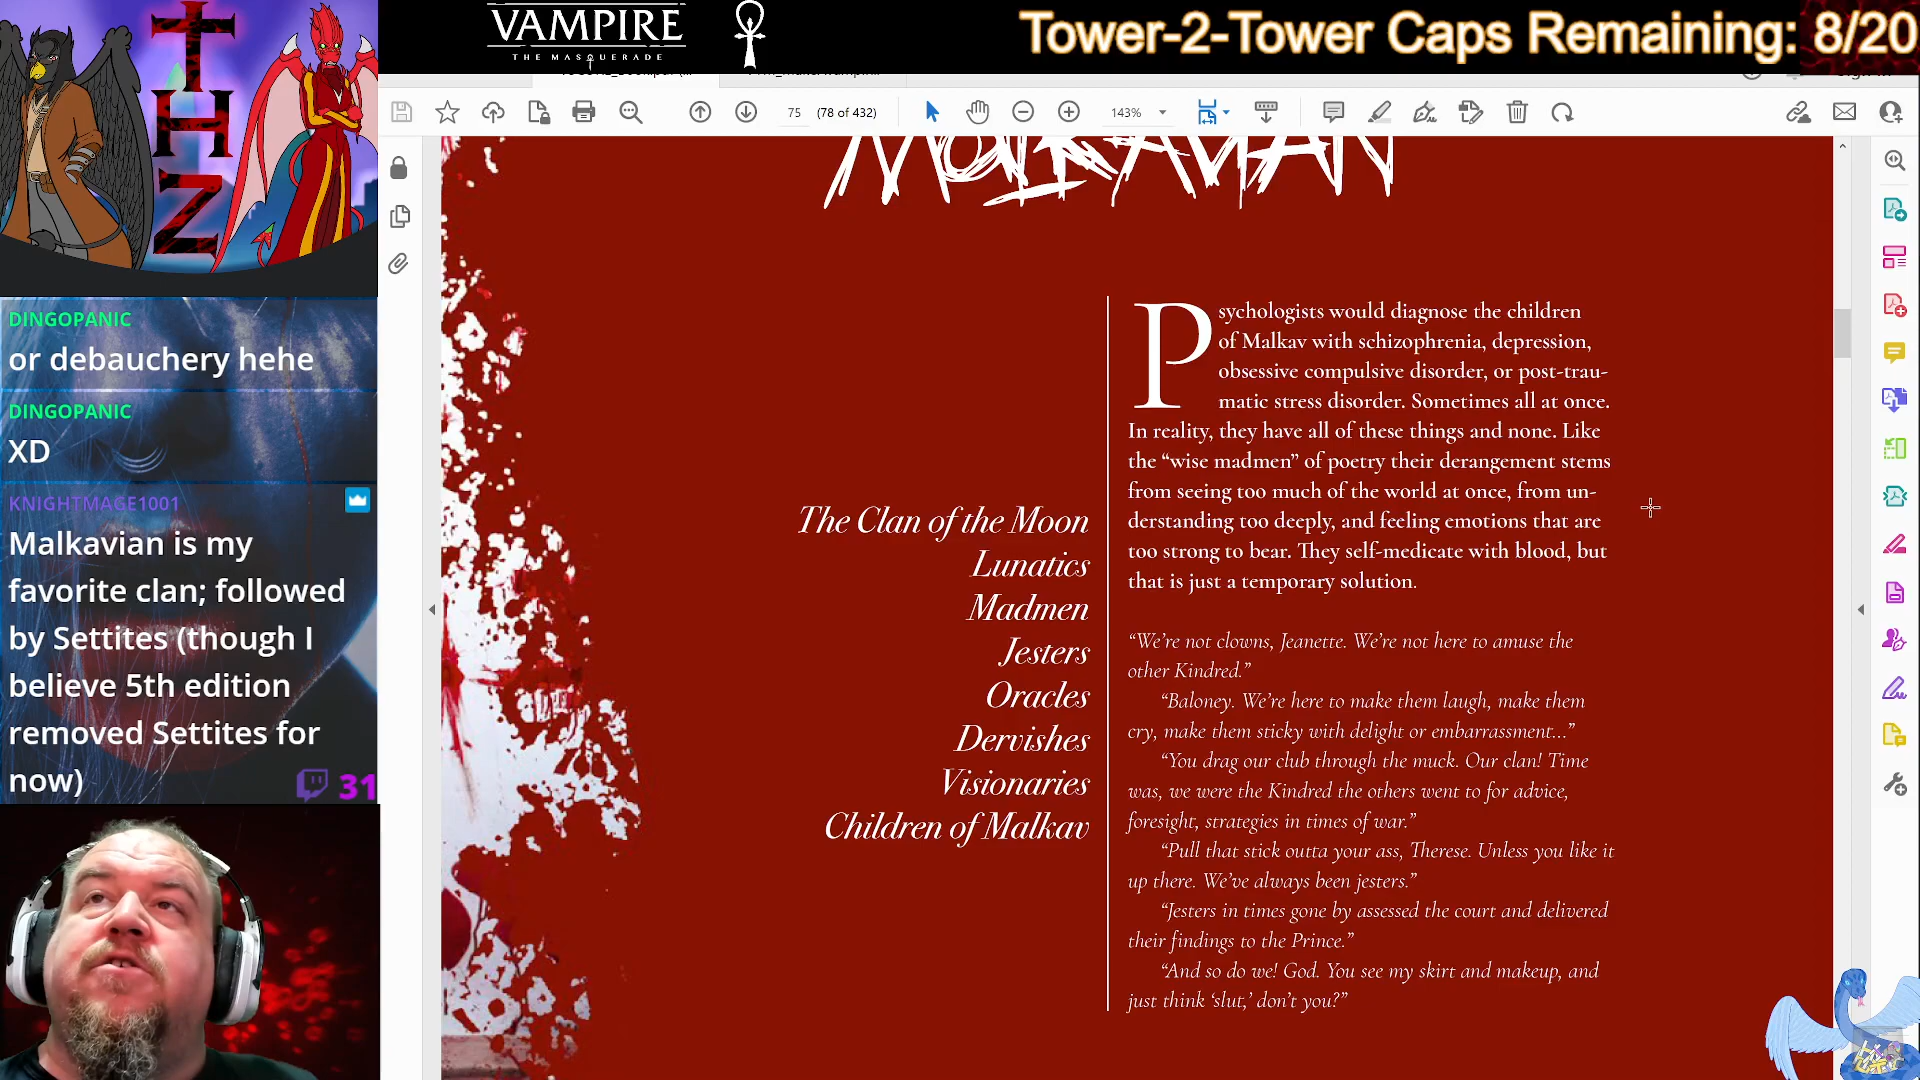 VAMPIRE
THE MASQUERADE
Tower-2-Tower Caps Remaining: 8/20
THZ
75 (78 of 432)
143%
MALKAVIAN
DINGOPANIC
or debauchery hehe
DINGOPANIC
XD
KNIGHTMAGE1001
Malkavian is my
favorite clan; followed
by Settites (though I
believe 5th edition
removed Settites for
now)
31
The Clan of the Moon
Lunatics
Madmen
Jesters
Oracles
Dervishes
Visionaries
Children of Malkav
Psychologists would diagnose the children
of Malkav with schizophrenia, depression,
obsessive compulsive disorder, or post-trau-
matic stress disorder. Sometimes all at once.
In reality, they have all of these things and none. Like
the “wise madmen” of poetry their derangement stems
from seeing too much of the world at once, from un-
derstanding too deeply, and feeling emotions that are
too strong to bear. They self-medicate with blood, but
that is just a temporary solution.
“We’re not clowns, Jeanette. We’re not here to amuse the
other Kindred.”
“Baloney. We’re here to make them laugh, make them
cry, make them sticky with delight or embarrassment...”
“You drag our club through the muck. Our clan! Time
was, we were the Kindred the others went to for advice,
foresight, strategies in times of war.”
“Pull that stick outta your ass, Therese. Unless you like it
up there. We’ve always been jesters.”
“Jesters in times gone by assessed the court and delivered
their findings to the Prince.”
“And so do we! God. You see my skirt and makeup, and
just think ‘slut,’ don’t you?”